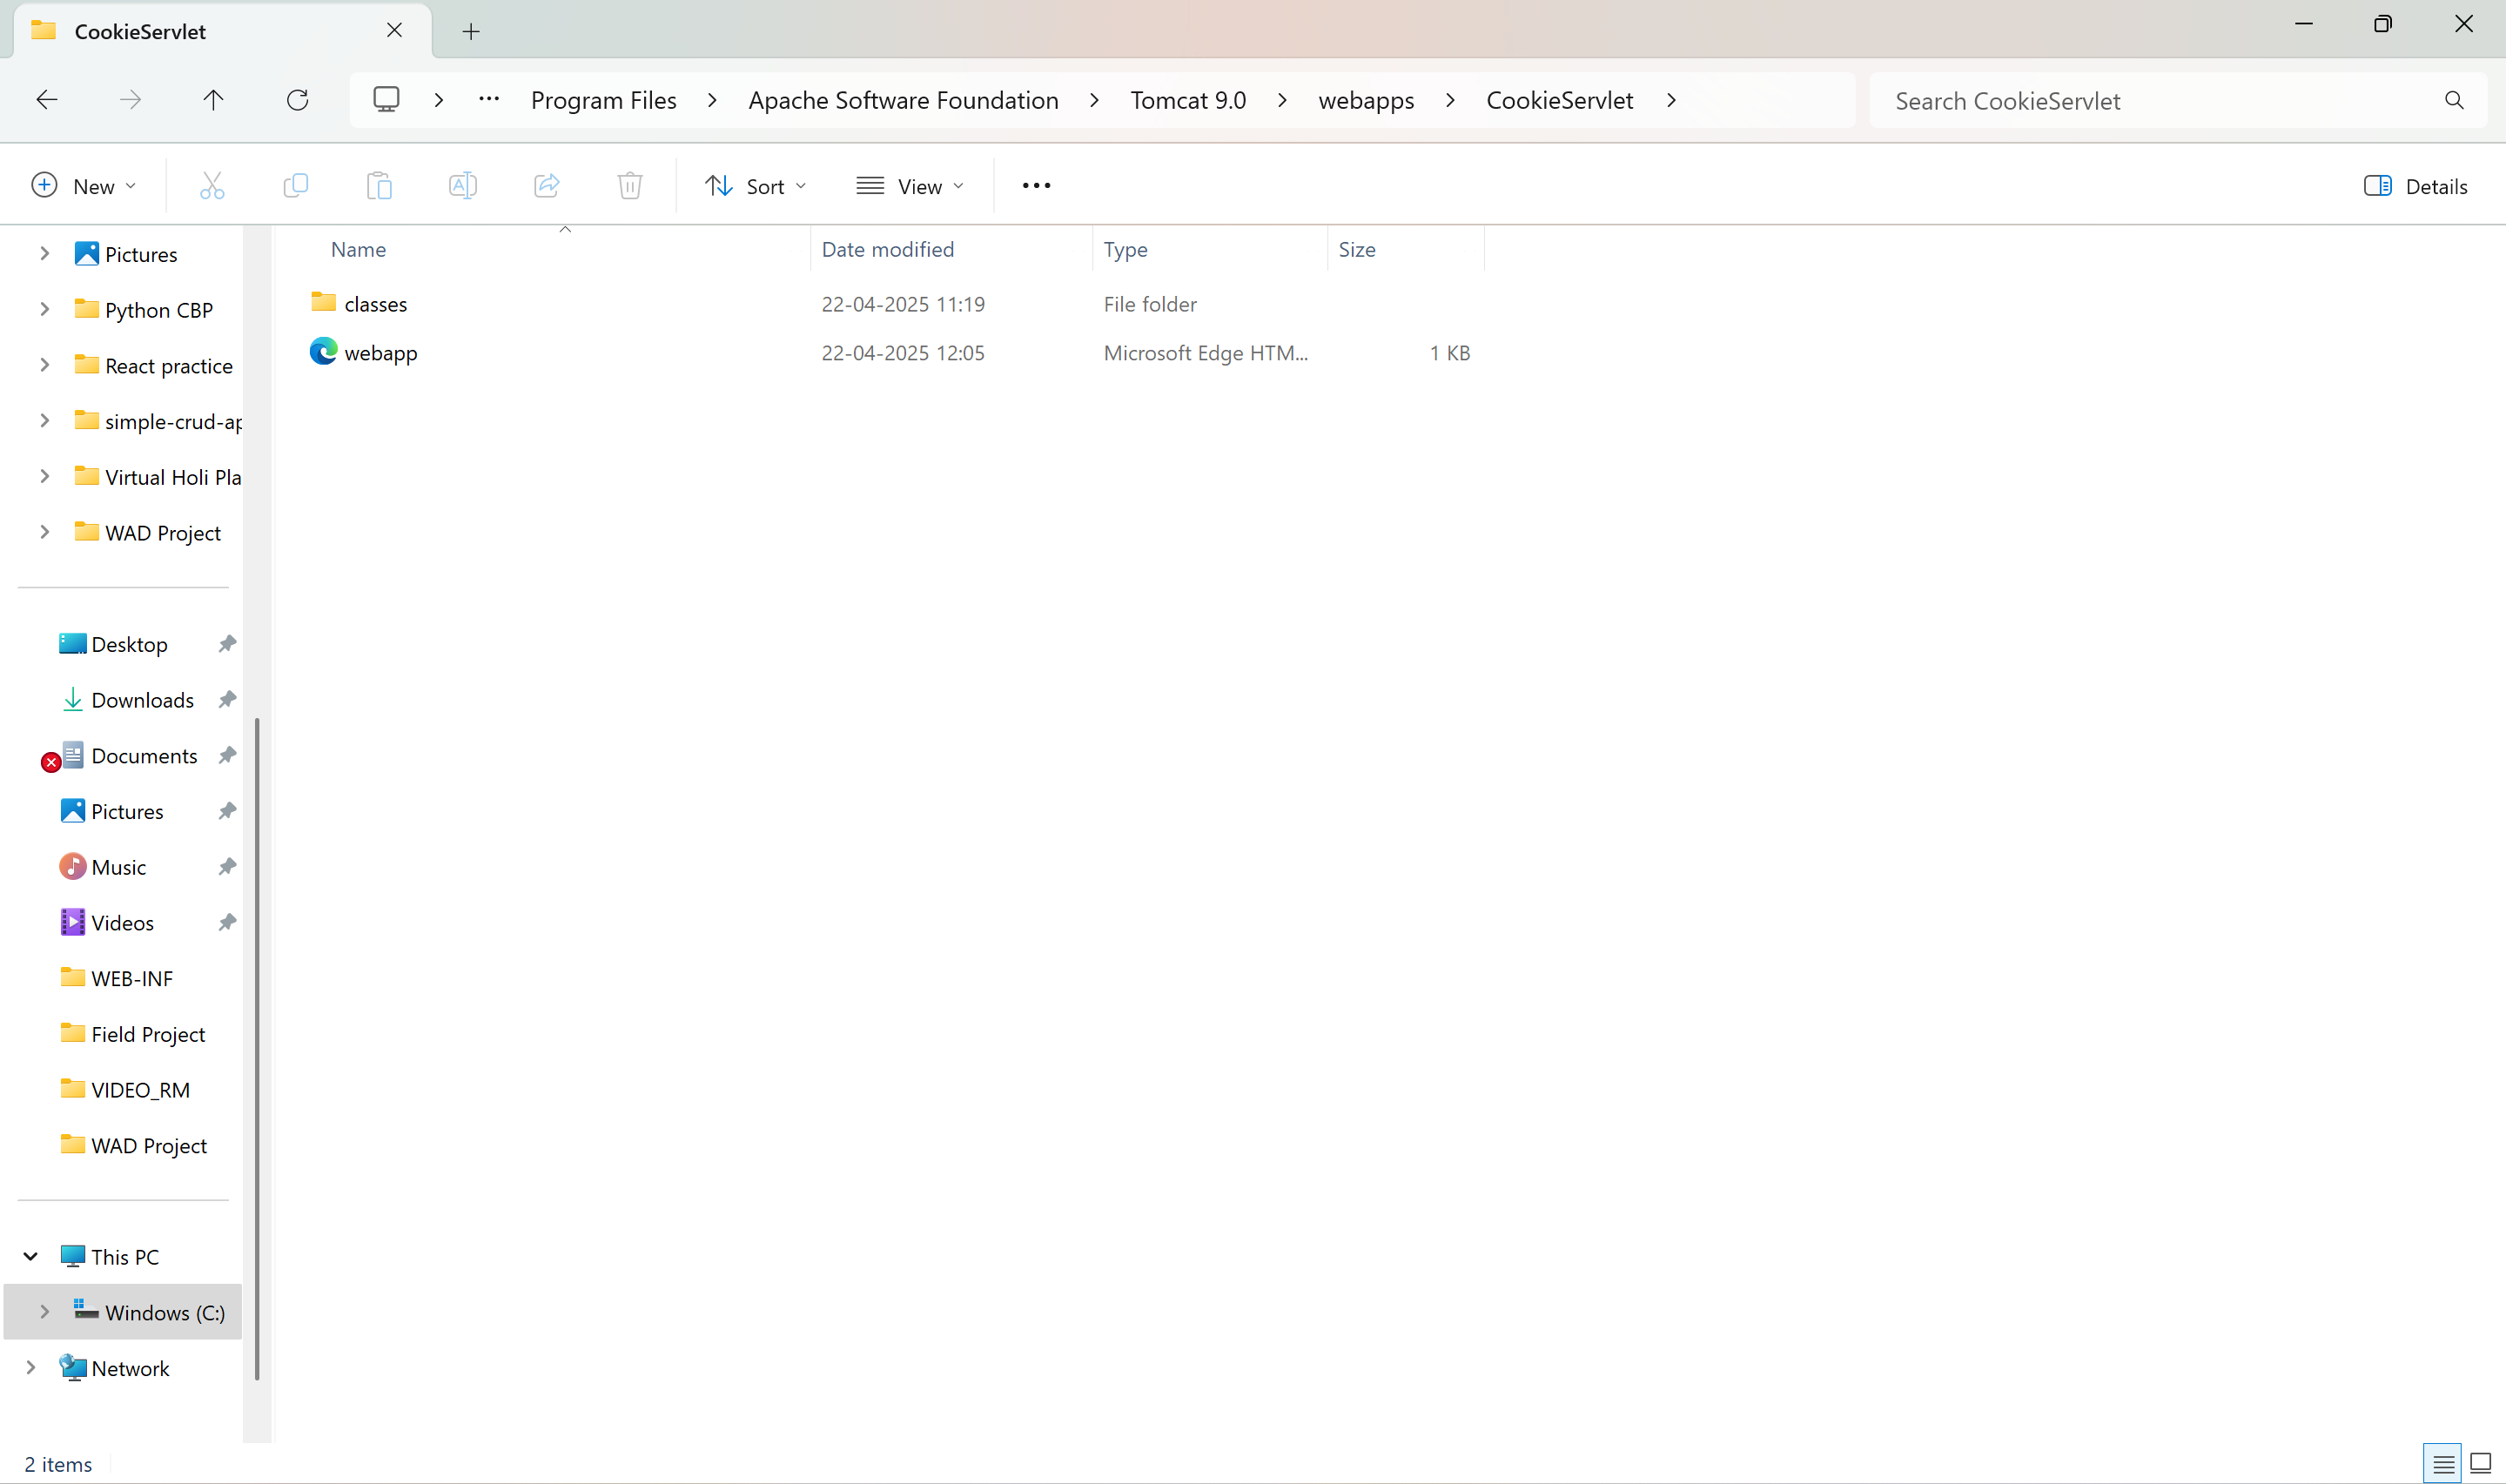 CookieServlet
Program Files > Apache Software Foundation > Tomcat 9.0 > webapps > CookieServlet >
Search CookieServlet
New
Sort
View
Details
Name Date modified Type Size
classes 22-04-2025 11:19 File folder
webapp 22-04-2025 12:05 Microsoft Edge HTM... 1 KB
Pictures
Python CBP
React practice
simple-crud-ap
Virtual Holi Pla
WAD Project
Desktop
Downloads
Documents
Pictures
Music
Videos
WEB-INF
Field Project
VIDEO_RM
WAD Project
This PC
Windows (C:)
Network
2 items